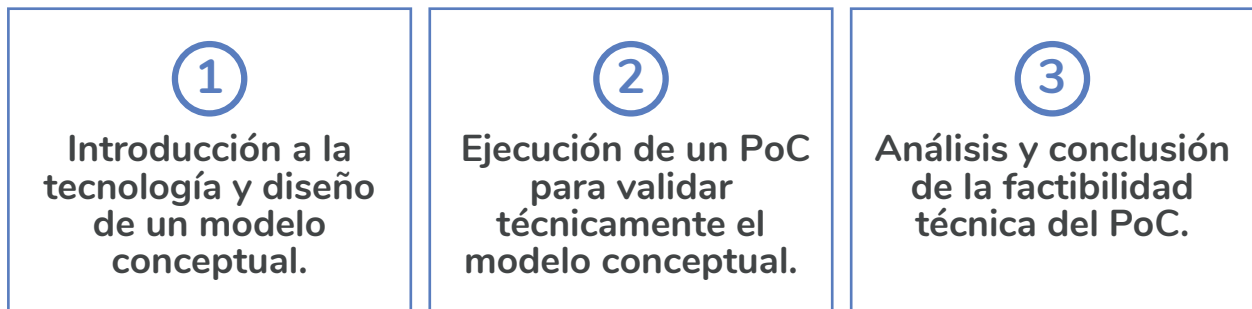 1
Introducción a la
tecnología y diseño
de un modelo
conceptual.
2
Ejecución de un PoC
para validar
técnicamente el
modelo conceptual.
3
Análisis y conclusión
de la factibilidad
técnica del PoC.